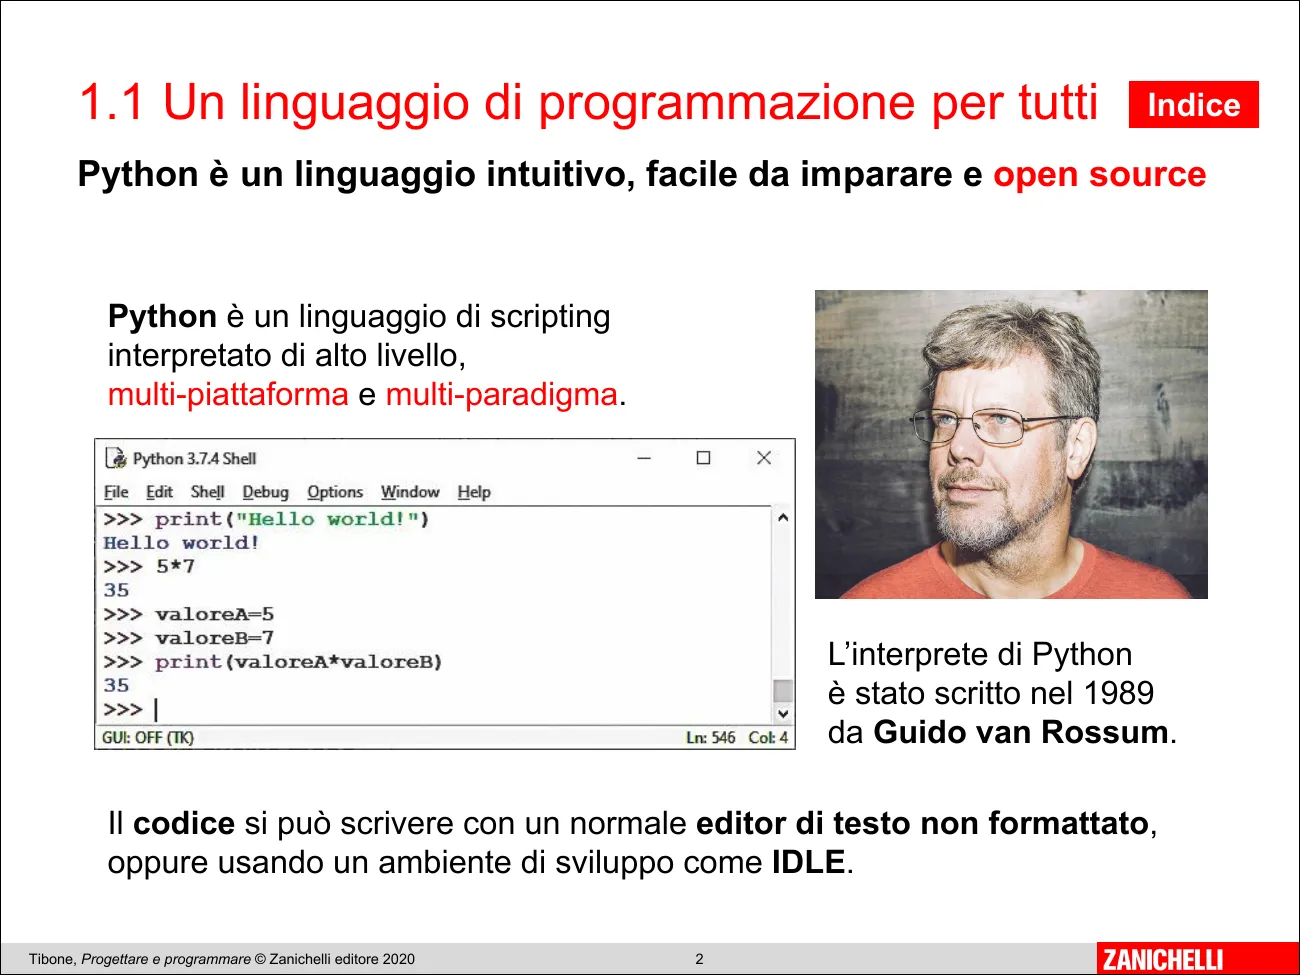 1.1 Un linguaggio di programmazione per tutti
Indice
Python è un linguaggio intuitivo, facile da imparare e open source
Python è un linguaggio di scripting
interpretato di alto livello,
multi-piattaforma e multi-paradigma.
Python 3.7.4 Shell
File Edit Shell Debug Options Window Help
>>> print("Hello world!")
Hello world!
>>> 5*7
35
>>> valoreA=5
>>> valoreB=7
>>> print(valoreA*valoreB)
35
>>>
GUI: OFF (TK) Ln: 546 Col: 4
L’interprete di Python
è stato scritto nel 1989
da Guido van Rossum.
Il codice si può scrivere con un normale editor di testo non formattato,
oppure usando un ambiente di sviluppo come IDLE.
Tibone, Progettare e programmare © Zanichelli editore 2020
2
ZANICHELLI